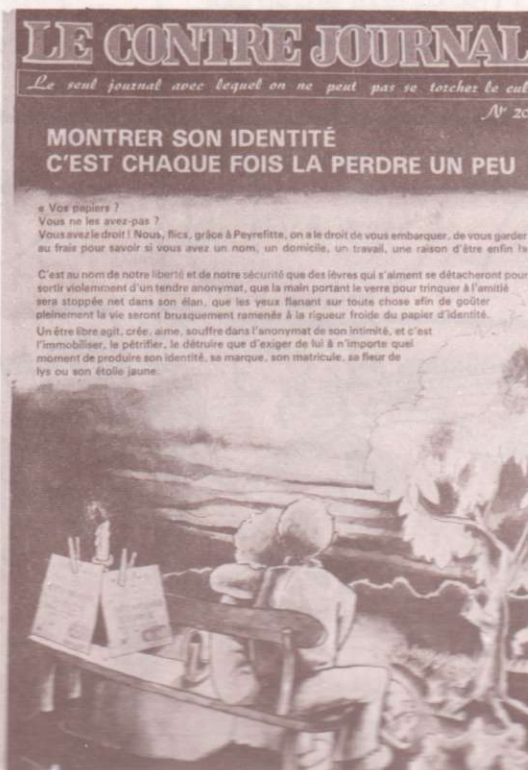 LE CONTRE JOURNAL
Le seul journal avec lequel on ne peut pas se torcher le cul
N° 20
MONTRER SON IDENTITÉ
C'EST CHAQUE FOIS LA PERDRE UN PEU
« Vos papiers ?
Vous ne les avez-pas ?
Vous avez le droit ! Nous, flics, grâce à Peyrefitte, on a le droit de vous embarquer, de vous garder
au frais pour savoir si vous avez un nom, un domicile, un travail, une raison d'être enfin
C'est au nom de notre liberté et de notre sécurité que des lèvres qui s'aiment se détacheront pour
sortir violemment d'un tendre anonymat, que la main portant le verre pour trinquer à l'amitié
sera stoppée net dans son élan, que les yeux flanant sur toute chose afin de goûter
pleinement la vie seront brusquement ramenés à la rigueur froide du papier d'identité.
Un être libre agit, crée, aime, souffre dans l'anonymat de son intimité, et c'est
l'immobiliser, le pétrifier, le détruire que d'exiger de lui à n'importe quel
moment de produire son identité, sa marque, son matricule, sa fleur de
lys ou son étoile jaune.